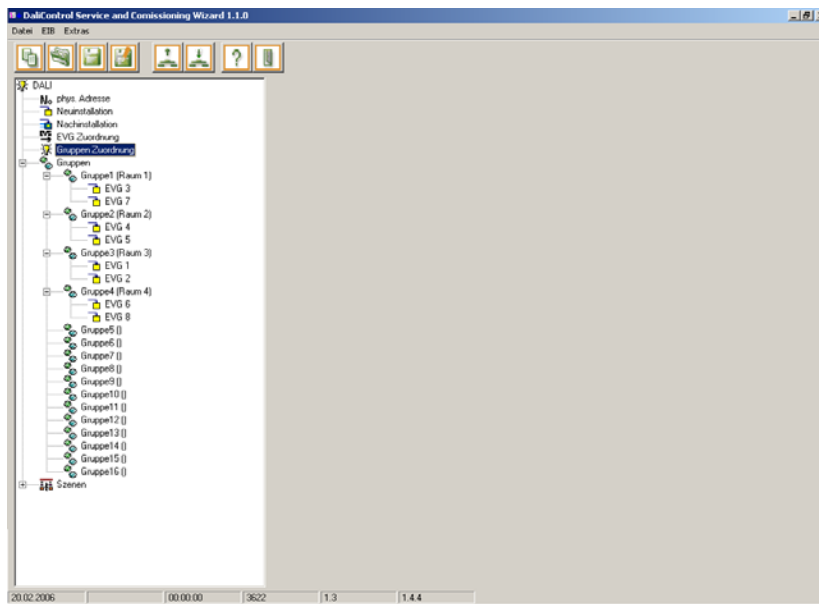 DaliControl Service and Comissioning Wizard 1.1.0
Datei EIB Extras
DALI
No phys. Adresse
Neuinstallation
Nachinstallation
EVG Zuordnung
Gruppen Zuordnung
Gruppen
Gruppe1 (Raum 1)
EVG 3
EVG 7
Gruppe2 (Raum 2)
EVG 4
EVG 5
Gruppe3 (Raum 3)
EVG 1
EVG 2
Gruppe4 (Raum 4)
EVG 6
EVG 8
Gruppe5 ()
Gruppe6 ()
Gruppe7 ()
Gruppe8 ()
Gruppe9 ()
Gruppe10 ()
Gruppe11 ()
Gruppe12 ()
Gruppe13 ()
Gruppe14 ()
Gruppe15 ()
Gruppe16 ()
Szenen
20.02.2006 00:00:00 3622 1.3 1.4.4